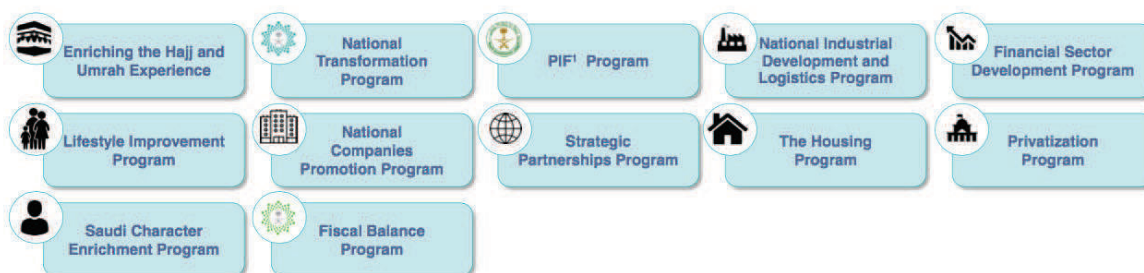 Enriching the Hajj and
Umrah Experience
National
Transformation
Program
PIF¹ Program
National Industrial
Development and
Logistics Program
Financial Sector
Development Program
Lifestyle Improvement
Program
National
Companies
Promotion Program
Strategic
Partnerships Program
The Housing
Program
Privatization
Program
Saudi Character
Enrichment Program
Fiscal Balance
Program